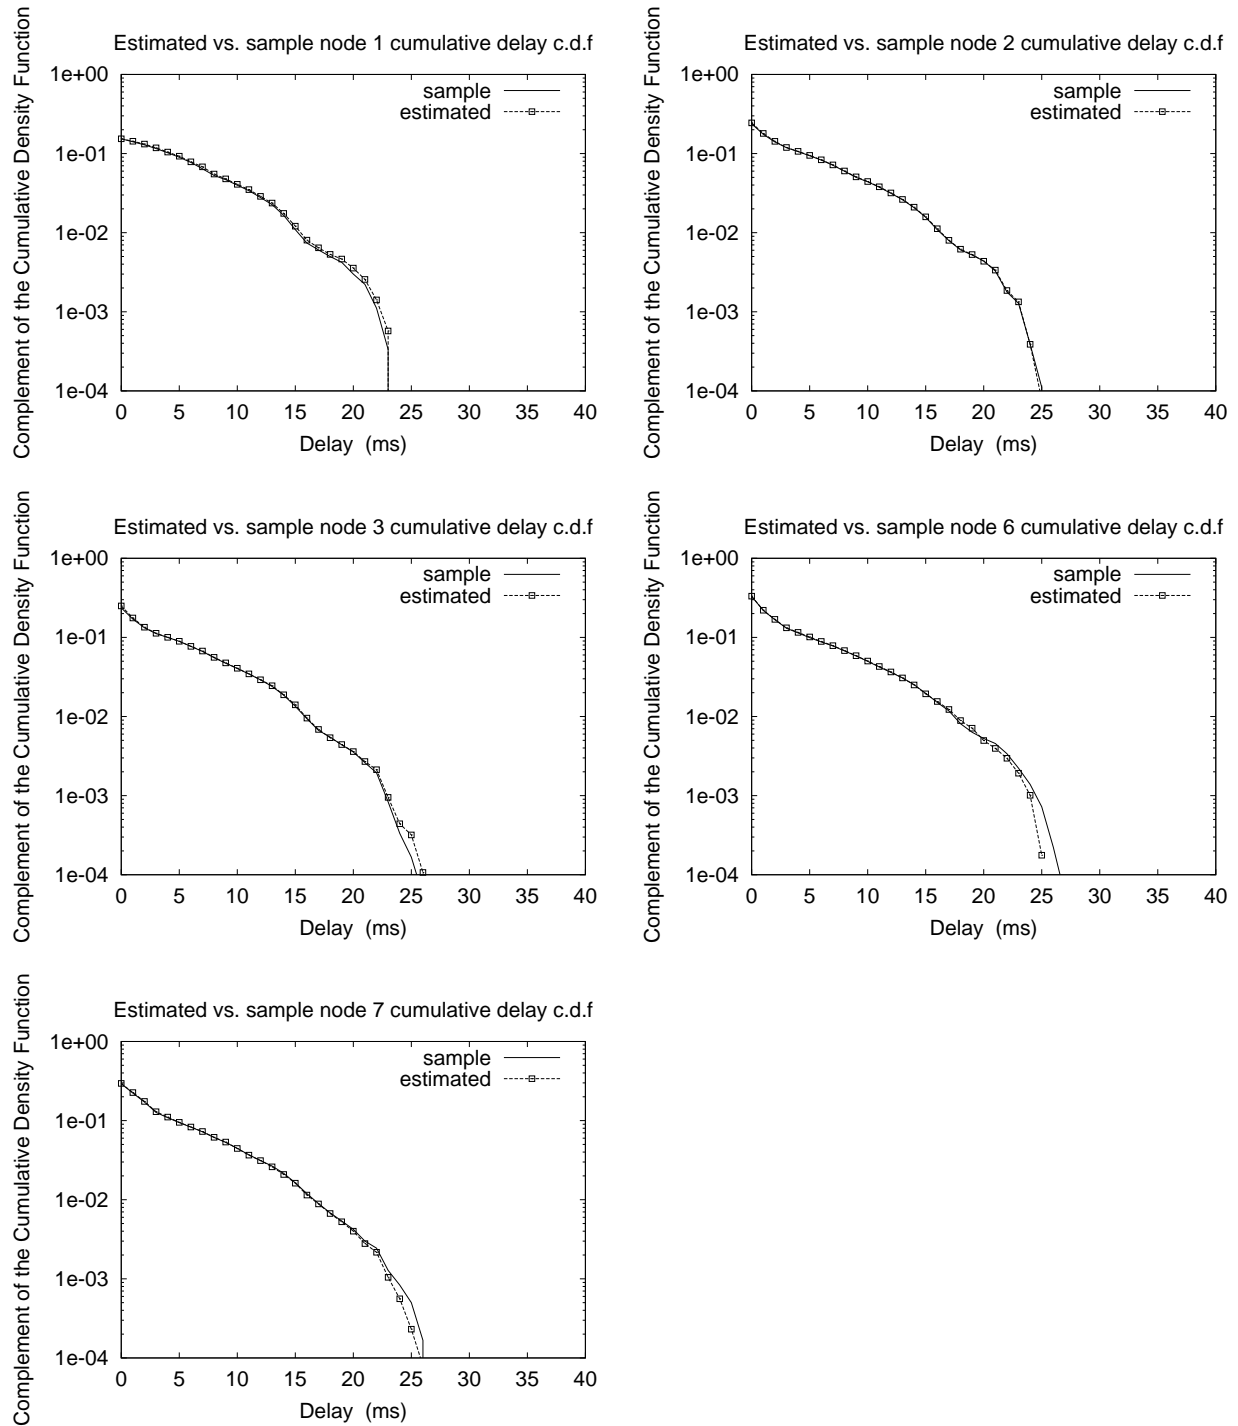 Estimated vs. sample node 1 cumulative delay c.d.f
Complement of the Cumulative Density Function
1e+00
1e-01
1e-02
1e-03
1e-04
sample
estimated
0 5 10 15 20 25 30 35 40
Delay (ms)
Estimated vs. sample node 2 cumulative delay c.d.f
Complement of the Cumulative Density Function
1e+00
1e-01
1e-02
1e-03
1e-04
sample
estimated
0 5 10 15 20 25 30 35 40
Delay (ms)
Estimated vs. sample node 3 cumulative delay c.d.f
Complement of the Cumulative Density Function
1e+00
1e-01
1e-02
1e-03
1e-04
sample
estimated
0 5 10 15 20 25 30 35 40
Delay (ms)
Estimated vs. sample node 6 cumulative delay c.d.f
Complement of the Cumulative Density Function
1e+00
1e-01
1e-02
1e-03
1e-04
sample
estimated
0 5 10 15 20 25 30 35 40
Delay (ms)
Estimated vs. sample node 7 cumulative delay c.d.f
Complement of the Cumulative Density Function
1e+00
1e-01
1e-02
1e-03
1e-04
sample
estimated
0 5 10 15 20 25 30 35 40
Delay (ms)